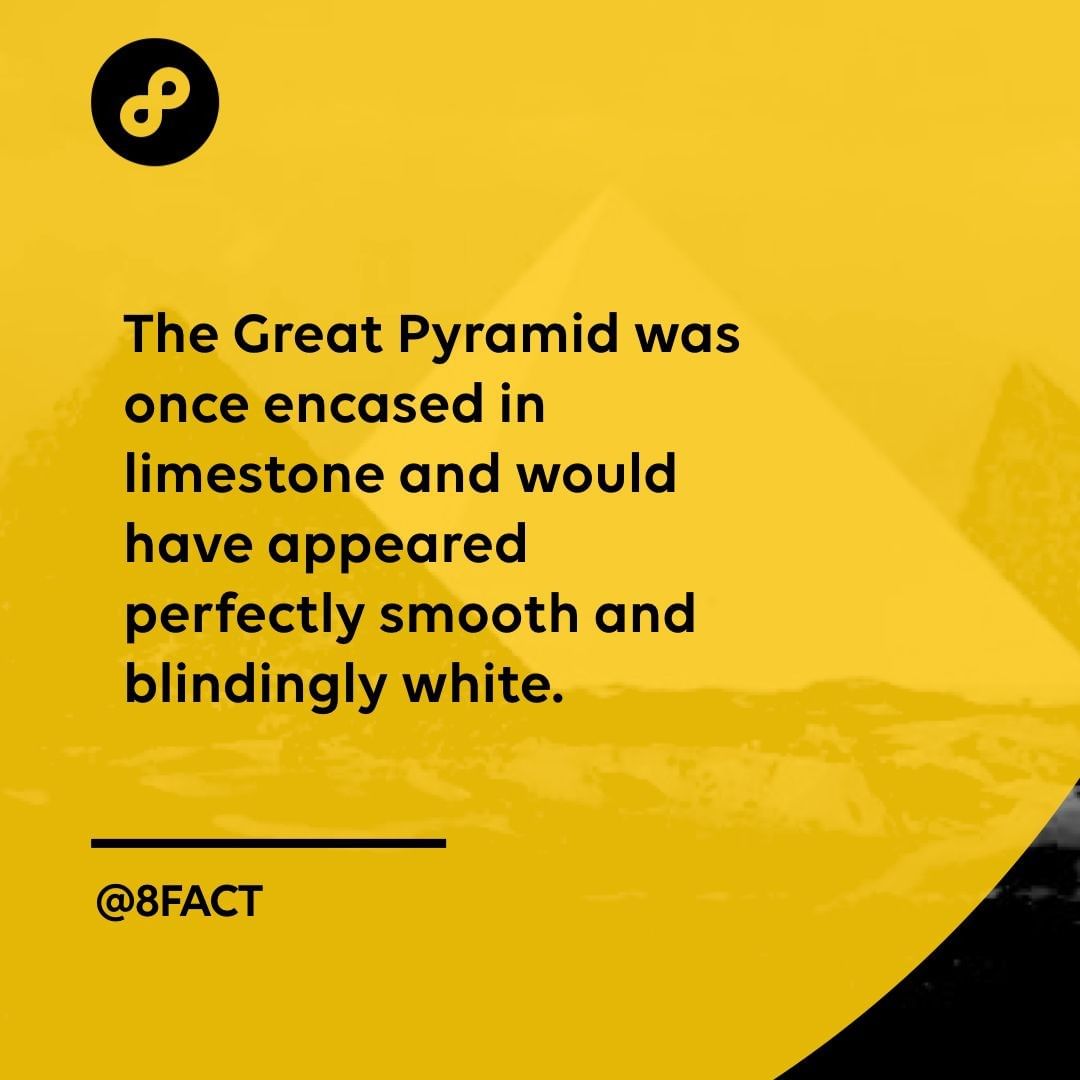 The Great Pyramid was
once encased in
limestone and would
have appeared
perfectly smooth and
blindingly white.
@8FACT